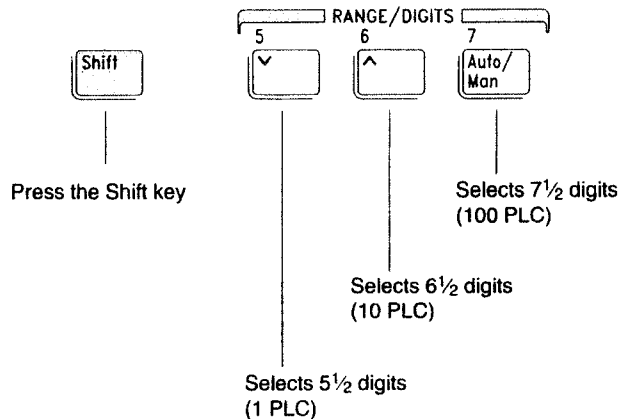 RANGE/DIGITS
5 6 7
Shift
Auto/
Man
Press the Shift key
Selects 7½ digits
(100 PLC)
Selects 6½ digits
(10 PLC)
Selects 5½ digits
(1 PLC)